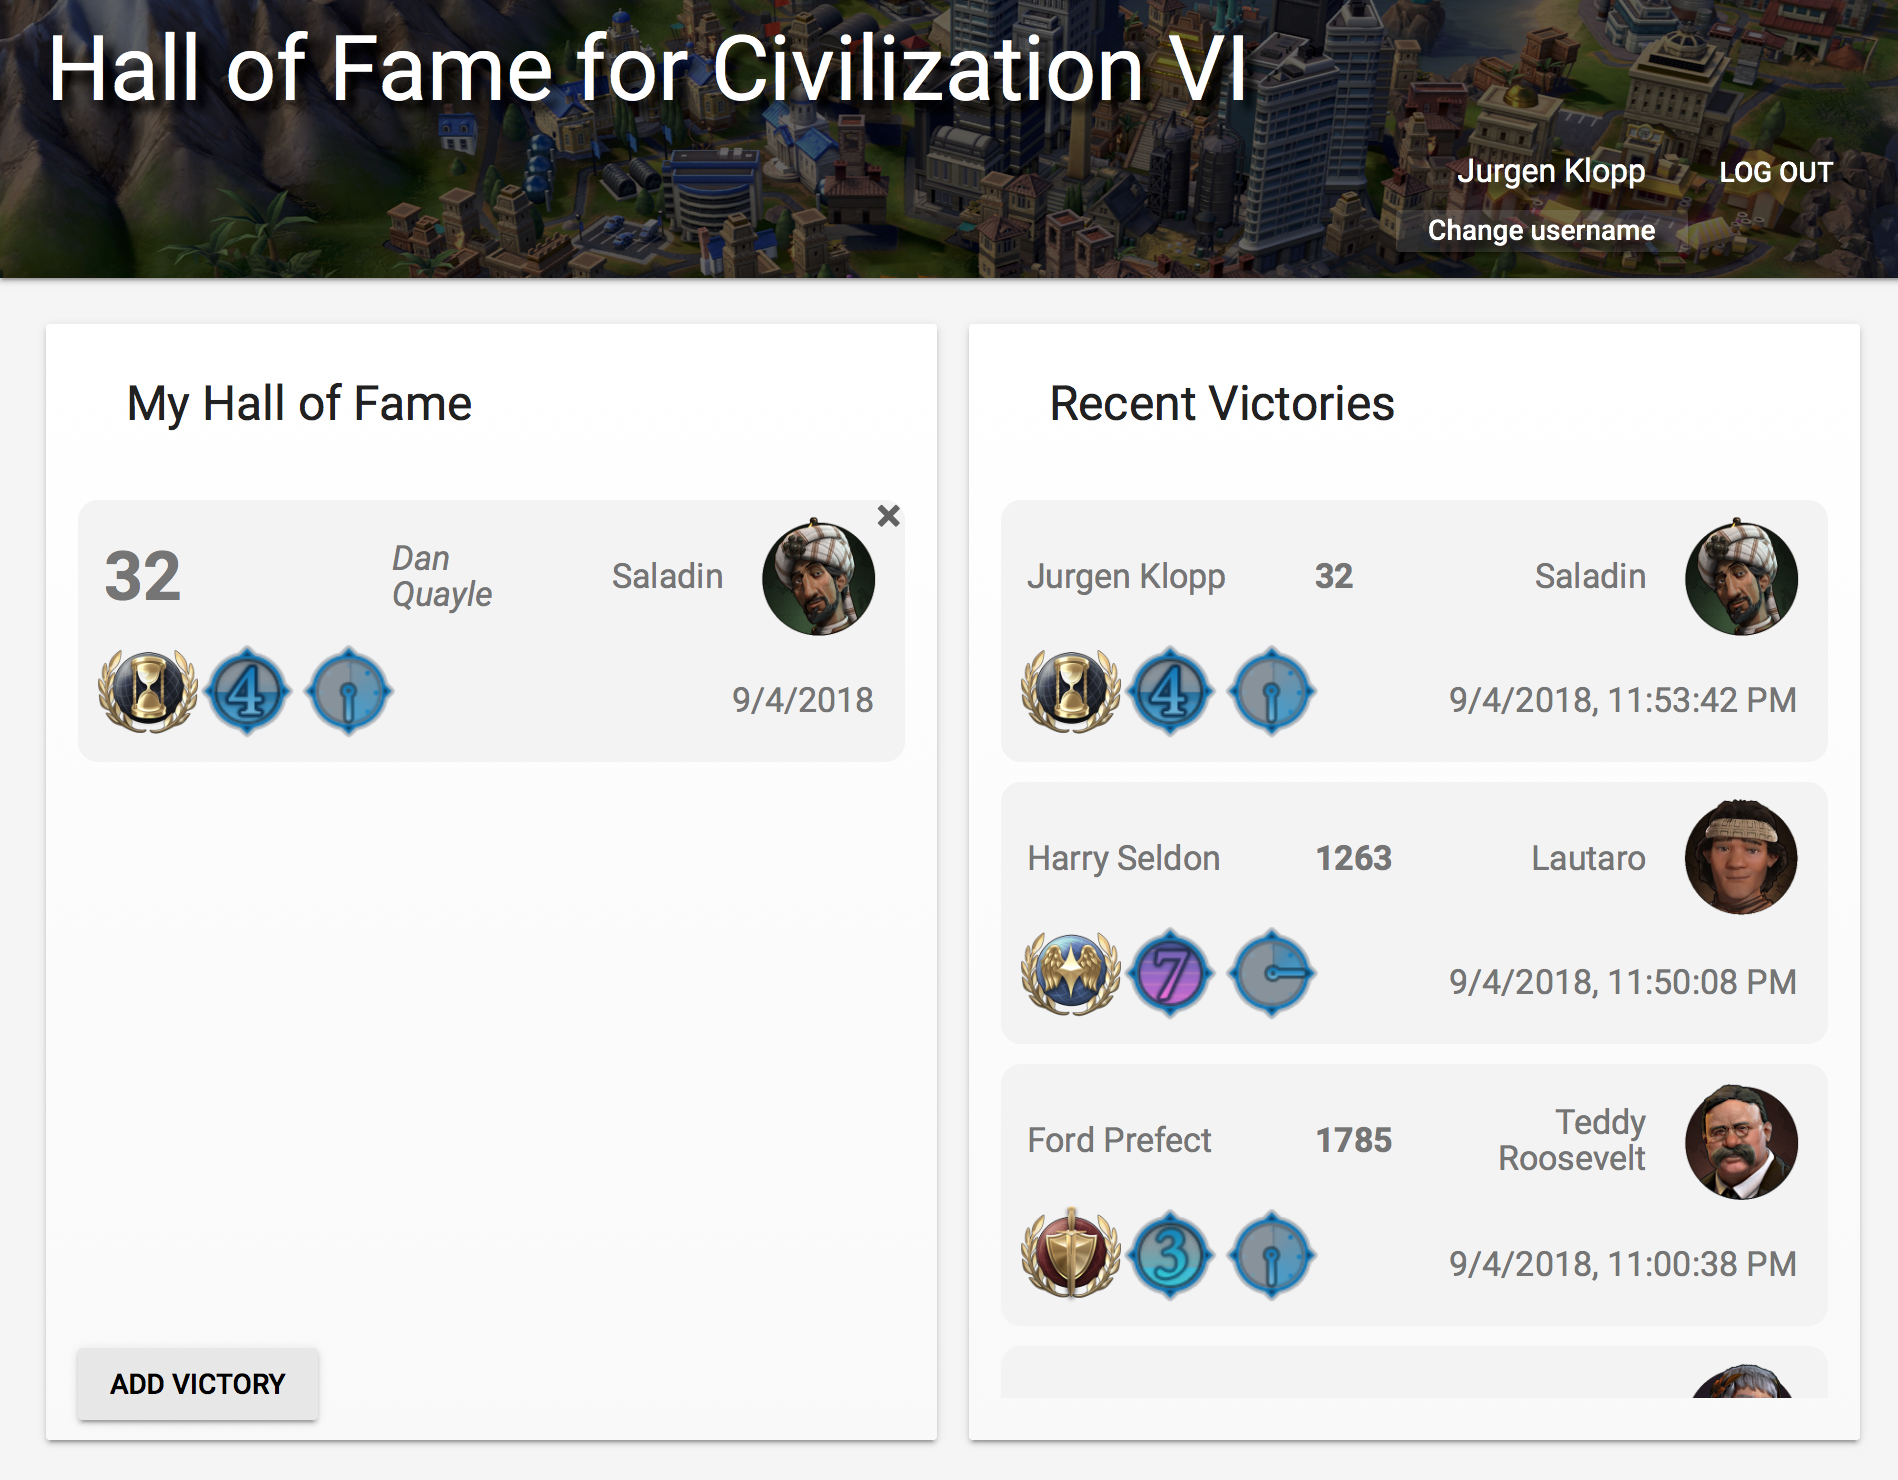 Hall of Fame for Civilization VI
Jurgen Klopp
LOG OUT
Change username
My Hall of Fame
32
Dan
Quayle
Saladin
4
9/4/2018
ADD VICTORY
Recent Victories
Jurgen Klopp
32
Saladin
4
9/4/2018, 11:53:42 PM
Harry Seldon
1263
Lautaro
7
9/4/2018, 11:50:08 PM
Ford Prefect
1785
Teddy
Roosevelt
3
9/4/2018, 11:00:38 PM